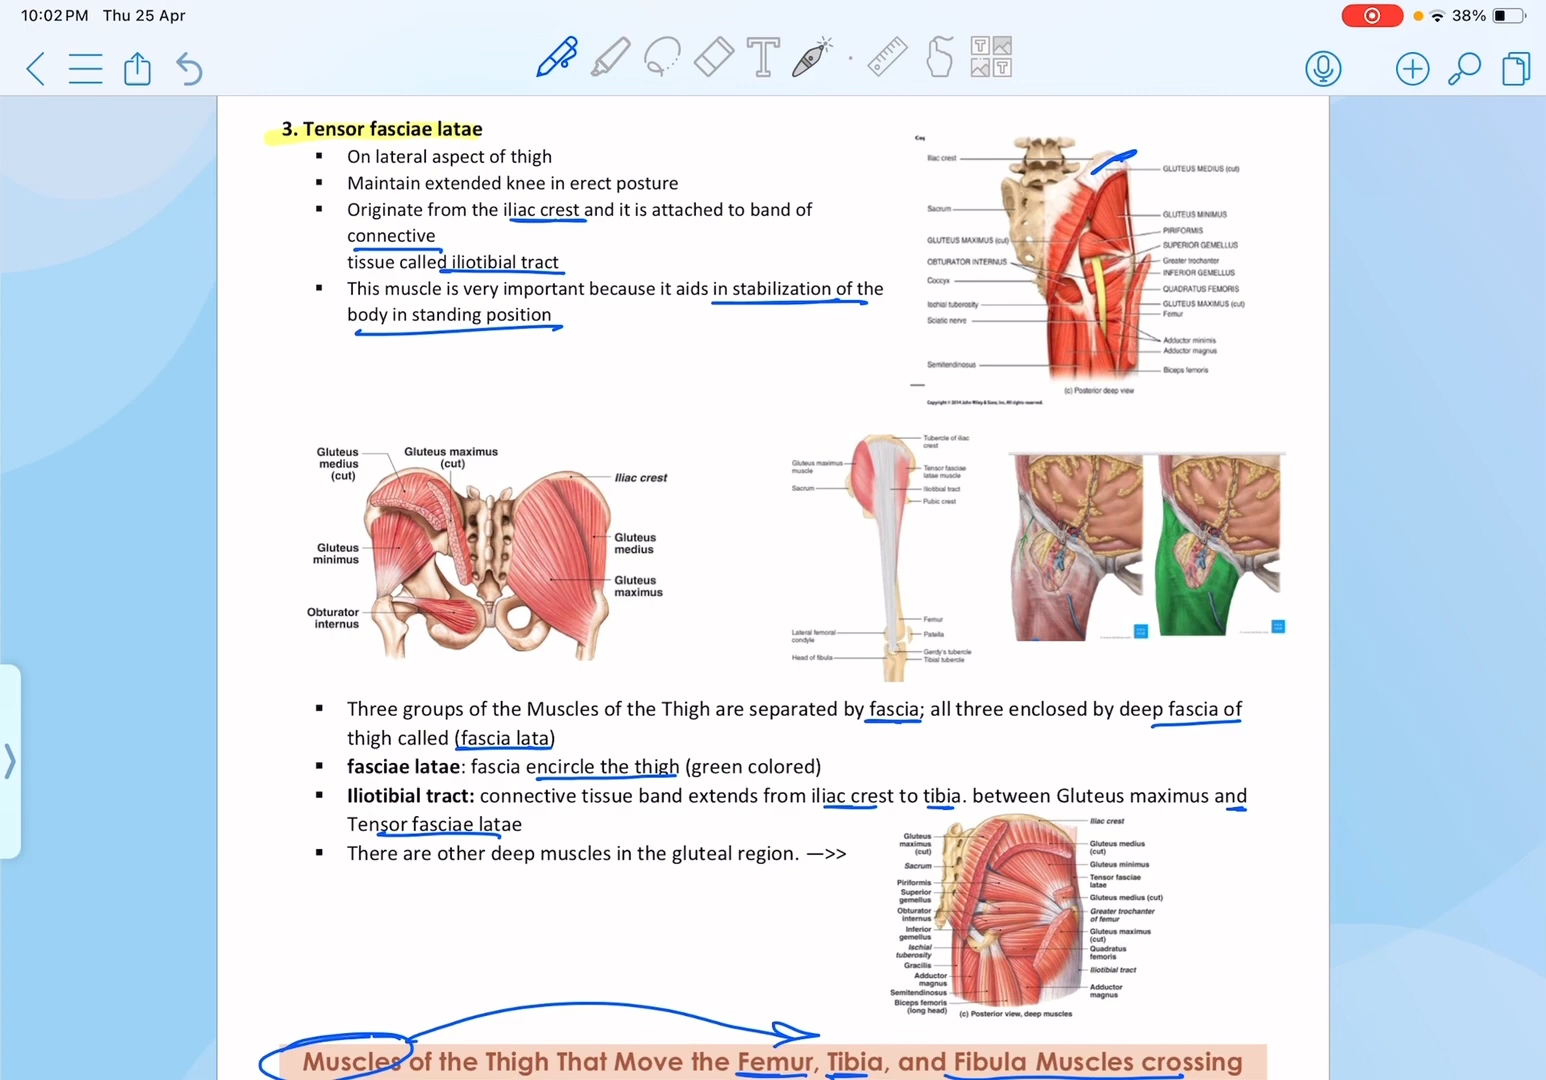 10:02 PM Thu 25 Apr
38%
3. Tensor fasciae latae
On lateral aspect of thigh
Maintain extended knee in erect posture
Originate from the iliac crest and it is attached to band of
connective
tissue called iliotibial tract
This muscle is very important because it aids in stabilization of the
body in standing position
Iliac crest
Sacrum
GLUTEUS MAXIMUS (cut)
OBTURATOR INTERNUS
Coccyx
Ischial tuberosity
Sciatic nerve
Semitendinosus
GLUTEUS MEDIUS (cut)
GLUTEUS MINIMUS
PIRIFORMIS
SUPERIOR GEMELLUS
Greater trochanter
INFERIOR GEMELLUS
QUADRATUS FEMORIS
GLUTEUS MAXIMUS (cut)
Femur
Adductor minimis
Adductor magnus
Biceps femoris
(c) Posterior deep view
Copyright © 2014 John Wiley & Sons, Inc. All rights reserved.
Gluteus
medius
(cut)
Gluteus maximus
(cut)
Iliac crest
Gluteus
minimus
Gluteus
medius
Gluteus
maximus
Obturator
internus
Gluteus maximus
muscle
Sacrum
Tubercle of iliac
crest
Tensor fasciae
latae muscle
Iliotibial tract
Pubic crest
Lateral femoral
condyle
Head of fibula
Femur
Patella
Gerdy's tubercle
Tibial tubercle
Three groups of the Muscles of the Thigh are separated by fascia; all three enclosed by deep fascia of
thigh called (fascia lata)
fasciae latae: fascia encircle the thigh (green colored)
Iliotibial tract: connective tissue band extends from iliac crest to tibia. between Gluteus maximus and
Tensor fasciae latae
There are other deep muscles in the gluteal region. —>>
Gluteus
maximus
(cut)
Sacrum
Piriformis
Superior
gemellus
Obturator
internus
Inferior
gemellus
Ischial
tuberosity
Gracilis
Adductor
magnus
Semitendinosus
Biceps femoris
(long head)
Iliac crest
Gluteus medius
(cut)
Gluteus minimus
Tensor fasciae
latae
Gluteus medius (cut)
Greater trochanter
of femur
Gluteus maximus
(cut)
Quadratus
femoris
Iliotibial tract
Adductor
magnus
(c) Posterior view, deep muscles
Muscles of the Thigh That Move the Femur, Tibia, and Fibula Muscles crossing